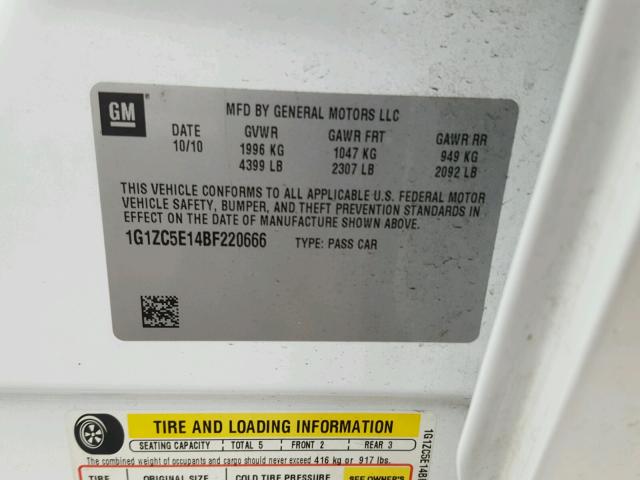 GM
MFD BY GENERAL MOTORS LLC
DATE GVWR GAWR FRT GAWR RR
10/10 1996 KG 1047 KG 949 KG
4399 LB 2307 LB 2092 LB
THIS VEHICLE CONFORMS TO ALL APPLICABLE U.S. FEDERAL MOTOR
VEHICLE SAFETY, BUMPER, AND THEFT PREVENTION STANDARDS IN
EFFECT ON THE DATE OF MANUFACTURE SHOWN ABOVE.
1G1ZC5E14BF220666 TYPE: PASS CAR
TIRE AND LOADING INFORMATION
SEATING CAPACITY TOTAL 5 FRONT 2 REAR 3
The combined weight of occupants and cargo should never exceed 416 kg or 917 lbs.
TIRE ORIGINAL SIZE COLD TIRE PRESSURE SEE OWNER'S
1G1ZC5E14B